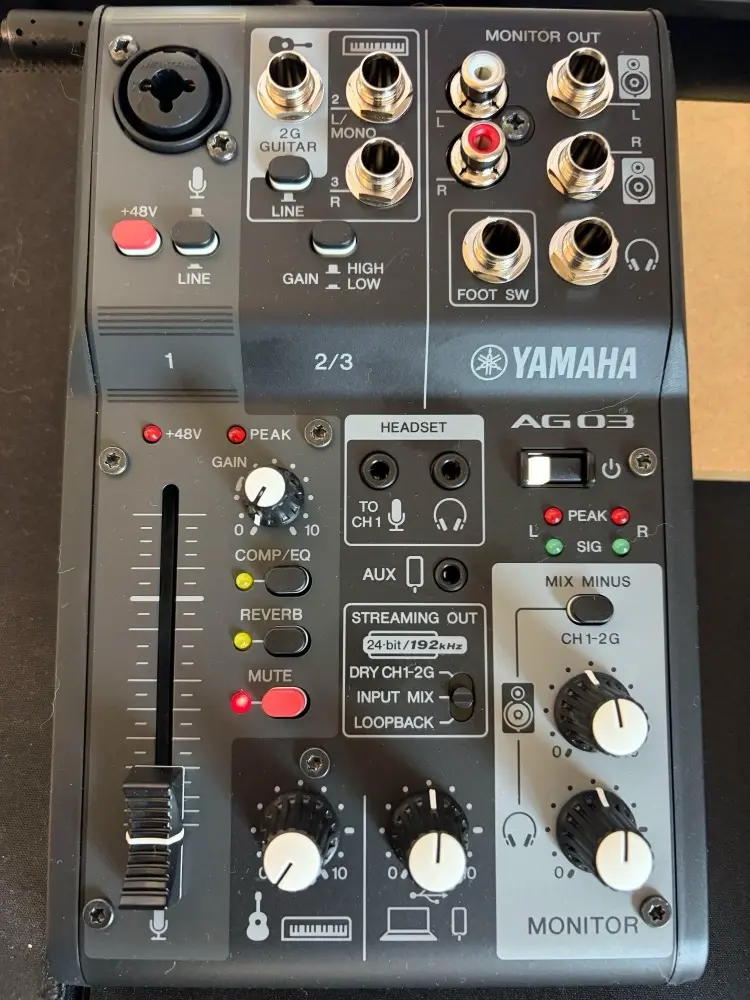 MONITOR OUT
2
L/
MONO
2G
GUITAR
L
L
R
3
R
R
LINE
+48V
LINE
GAIN HIGH
LOW
FOOT SW
1
2/3
YAMAHA
AG03
+48V
PEAK
HEADSET
GAIN
0 10
TO
CH1
L PEAK R
SIG
COMP/EQ
AUX
MIX MINUS
REVERB
STREAMING OUT
24-bit/192kHz
CH1-2G
DRY CH1-2G
MUTE
INPUT MIX
LOOPBACK
0
0 10
0 10
0
MONITOR